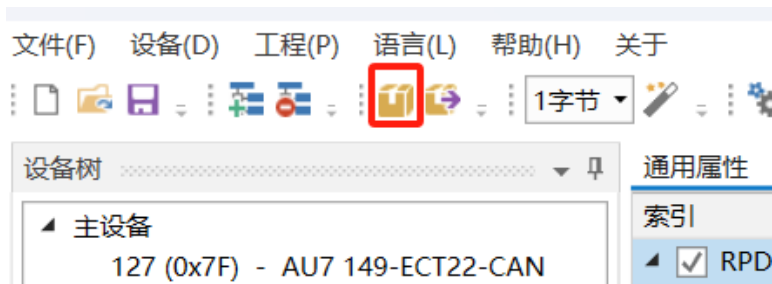 文件(F) 设备(D) 工程(P) 语言(L) 帮助(H) 关于
1字节
设备树
通用属性
主设备
索引
127 (0x7F) - AU7 149-ECT22-CAN
RPD